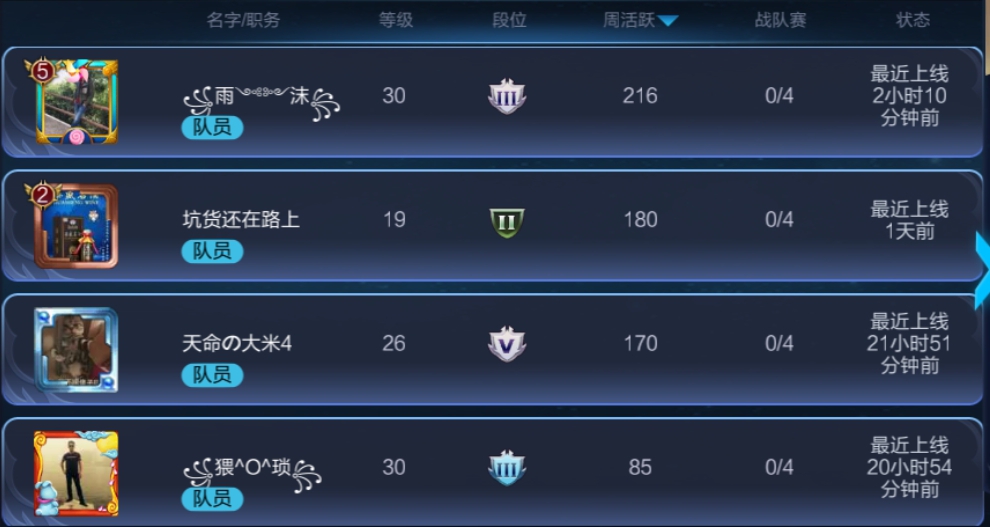 名字/职务 等级 段位 周活跃 战队赛 状态
5
雨 沫 30 III 216 0/4 最近上线
2小时10
分钟前
队员
2
坑货还在路上 19 II 180 0/4 最近上线
1天前
队员
天命の大米4 26 V 170 0/4 最近上线
21小时51
分钟前
队员
猥^O^琐 30 III 85 0/4 最近上线
20小时54
分钟前
队员